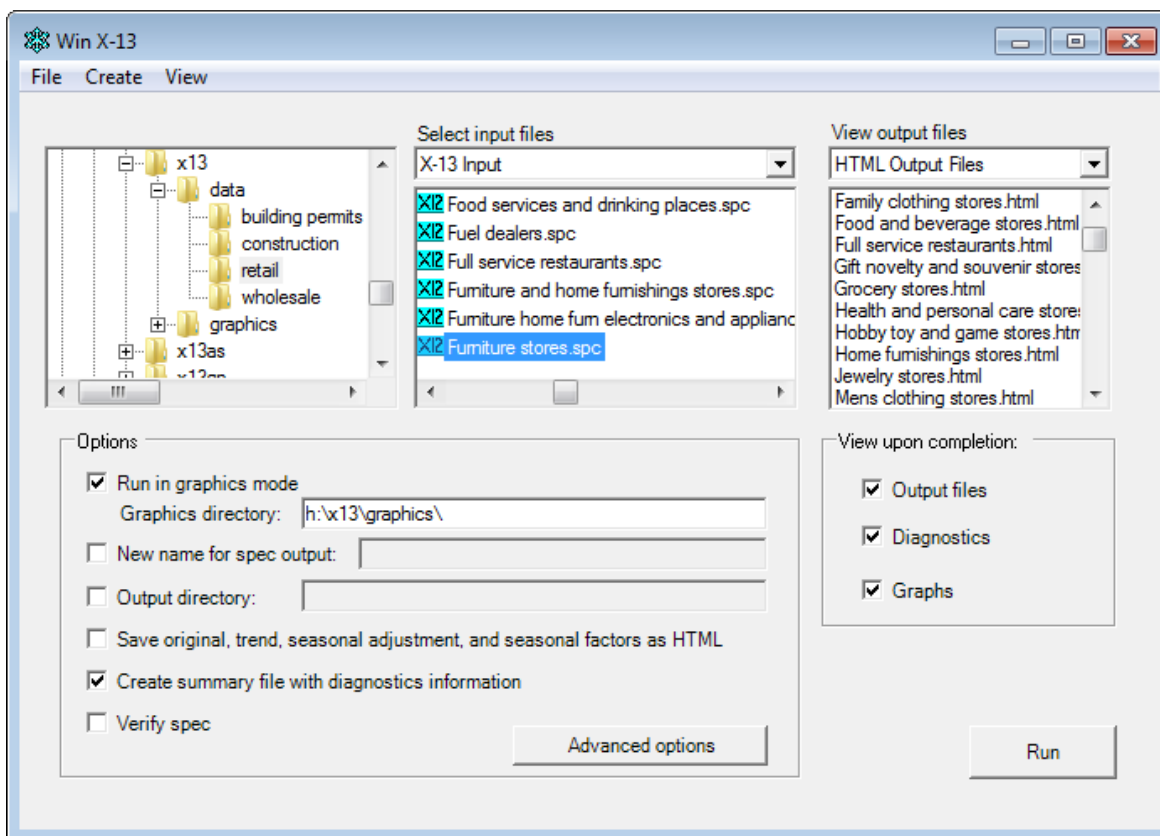 Win X-13
File Create View
Select input files
View output files
X-13 Input
HTML Output Files
x13
data
building permits
construction
retail
wholesale
graphics
x13as
XI2 Food services and drinking places.spc
XI2 Fuel dealers.spc
XI2 Full service restaurants.spc
XI2 Furniture and home furnishings stores.spc
XI2 Furniture home furn electronics and applianc
XI2 Furniture stores.spc
Family clothing stores.html
Food and beverage stores.html
Full service restaurants.html
Gift novelty and souvenir stores
Grocery stores.html
Health and personal care stores
Hobby toy and game stores.htm
Home furnishings stores.html
Jewelry stores.html
Mens clothing stores.html
Options
Run in graphics mode
Graphics directory: h:\x13\graphics\
New name for spec output:
Output directory:
Save original, trend, seasonal adjustment, and seasonal factors as HTML
Create summary file with diagnostics information
Verify spec
Advanced options
View upon completion:
Output files
Diagnostics
Graphs
Run